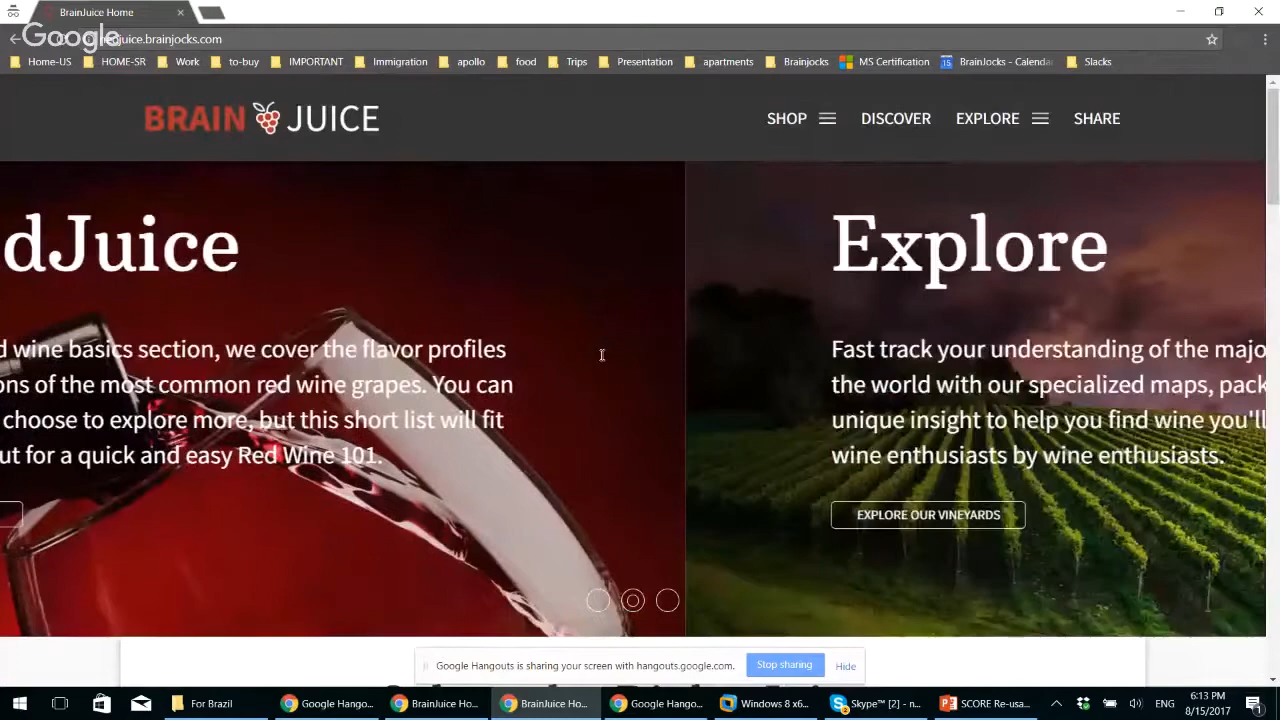 BrainJuice Home
Google
juice.brainjocks.com
Home-US
HOME-SR
Work
to-buy
IMPORTANT
Immigration
apollo
food
Trips
Presentation
apartments
Brainjocks
MS Certification
15
BrainJocks - Calenda
Slacks
BRAIN JUICE
SHOP
DISCOVER
EXPLORE
SHARE
dJuice
d wine basics section, we cover the flavor profiles
ons of the most common red wine grapes. You can
choose to explore more, but this short list will fit
ut for a quick and easy Red Wine 101.
Explore
Fast track your understanding of the majo
the world with our specialized maps, pack
unique insight to help you find wine you'll
wine enthusiasts by wine enthusiasts.
EXPLORE OUR VINEYARDS
Google Hangouts is sharing your screen with hangouts.google.com.
Stop sharing
Hide
For Brazil
Google Hango...
BrainJuice Ho...
BrainJuice Ho...
Google Hango...
Windows 8 x6...
Skype™ [2] - n...
SCORE Re-usa...
ENG
6:13 PM
8/15/2017
1